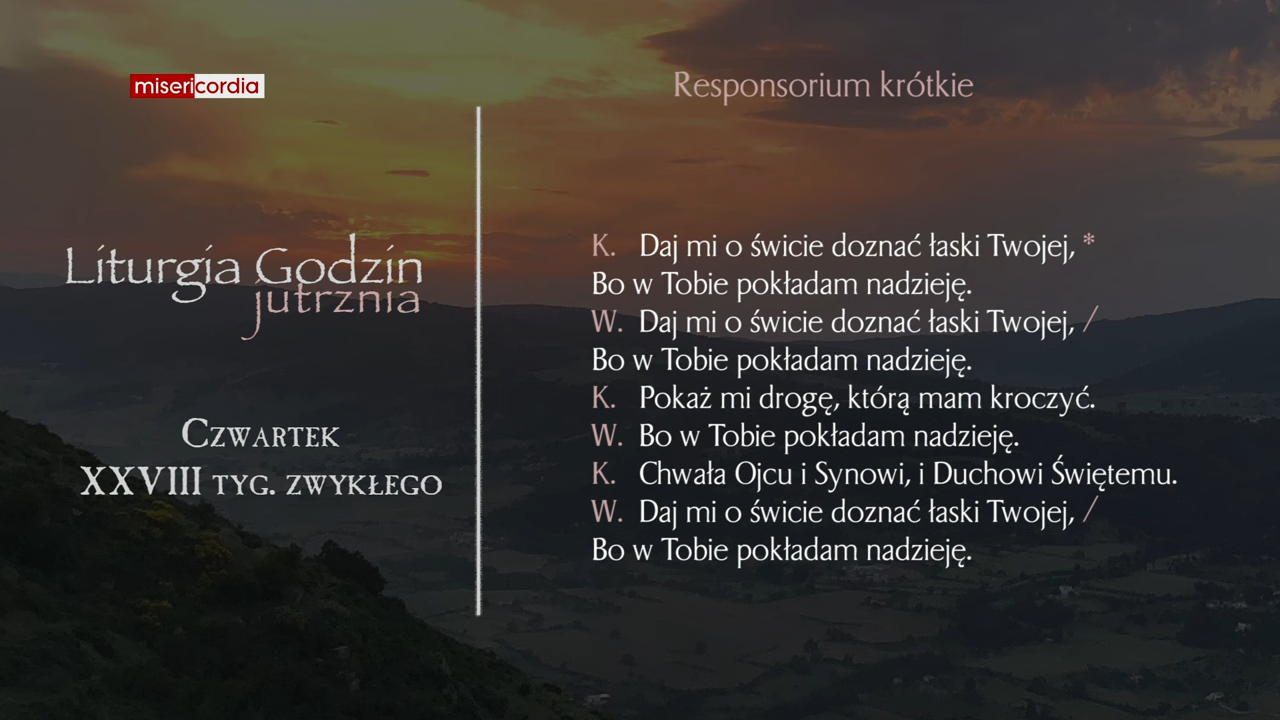 misericordia
Liturgia Godzin
jutrznia
Czwartek
XXVIII tyg. zwykłego
Responsorium krótkie
K. Daj mi o świcie doznać łaski Twojej, *
Bo w Tobie pokładam nadzieję.
W. Daj mi o świcie doznać łaski Twojej, /
Bo w Tobie pokładam nadzieję.
K. Pokaż mi drogę, którą mam kroczyć.
W. Bo w Tobie pokładam nadzieję.
K. Chwała Ojcu i Synowi, i Duchowi Świętemu.
W. Daj mi o świcie doznać łaski Twojej, /
Bo w Tobie pokładam nadzieję.